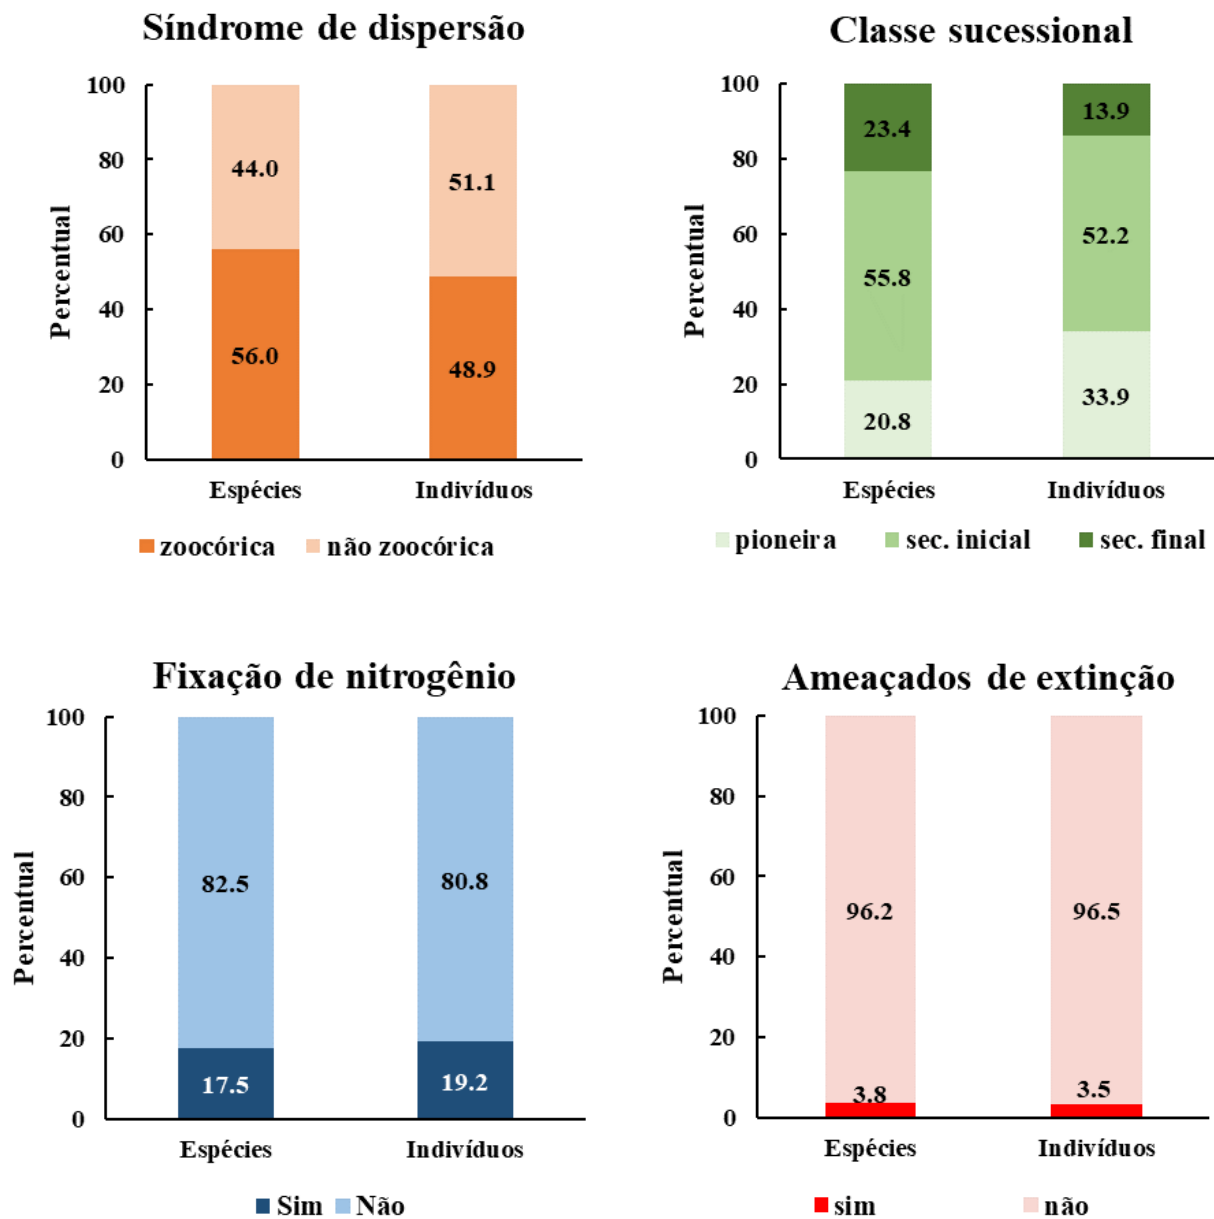 Síndrome de dispersão
Percentual
100
80
60
40
20
0
44.0
56.0
51.1
48.9
Espécies
Indivíduos
zoocórica
não zoocórica
Classe sucessional
Percentual
100
80
60
40
20
0
23.4
55.8
20.8
13.9
52.2
33.9
Espécies
Indivíduos
pioneira
sec. inicial
sec. final
Fixação de nitrogênio
Percentual
100
80
60
40
20
0
82.5
17.5
80.8
19.2
Espécies
Indivíduos
Sim
Não
Ameaçados de extinção
Percentual
100
80
60
40
20
0
96.2
3.8
96.5
3.5
Espécies
Indivíduos
sim
não